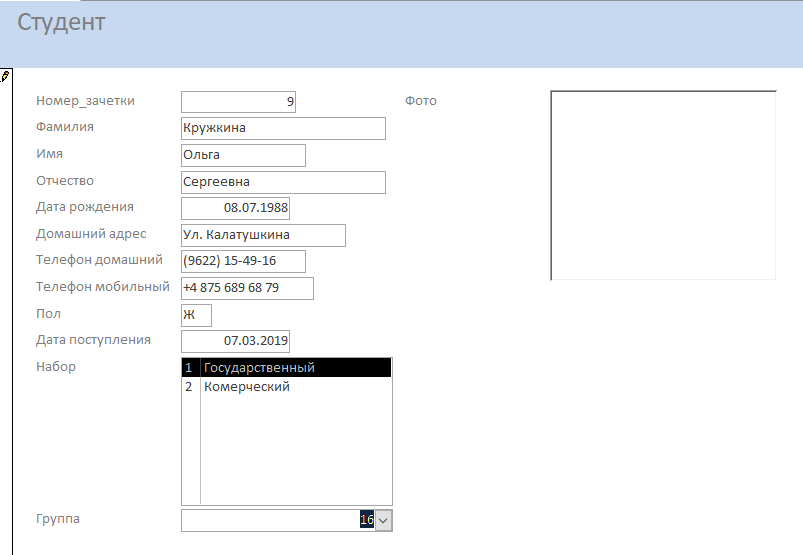 Студент
Номер_зачетки 9 Фото
Фамилия Кружкина
Имя Ольга
Отчество Сергеевна
Дата рождения 08.07.1988
Домашний адрес Ул. Калатушкина
Телефон домашний (9622) 15-49-16
Телефон мобильный +4 875 689 68 79
Пол Ж
Дата поступления 07.03.2019
Набор 1 Государственный
2 Комерческий
Группа 16